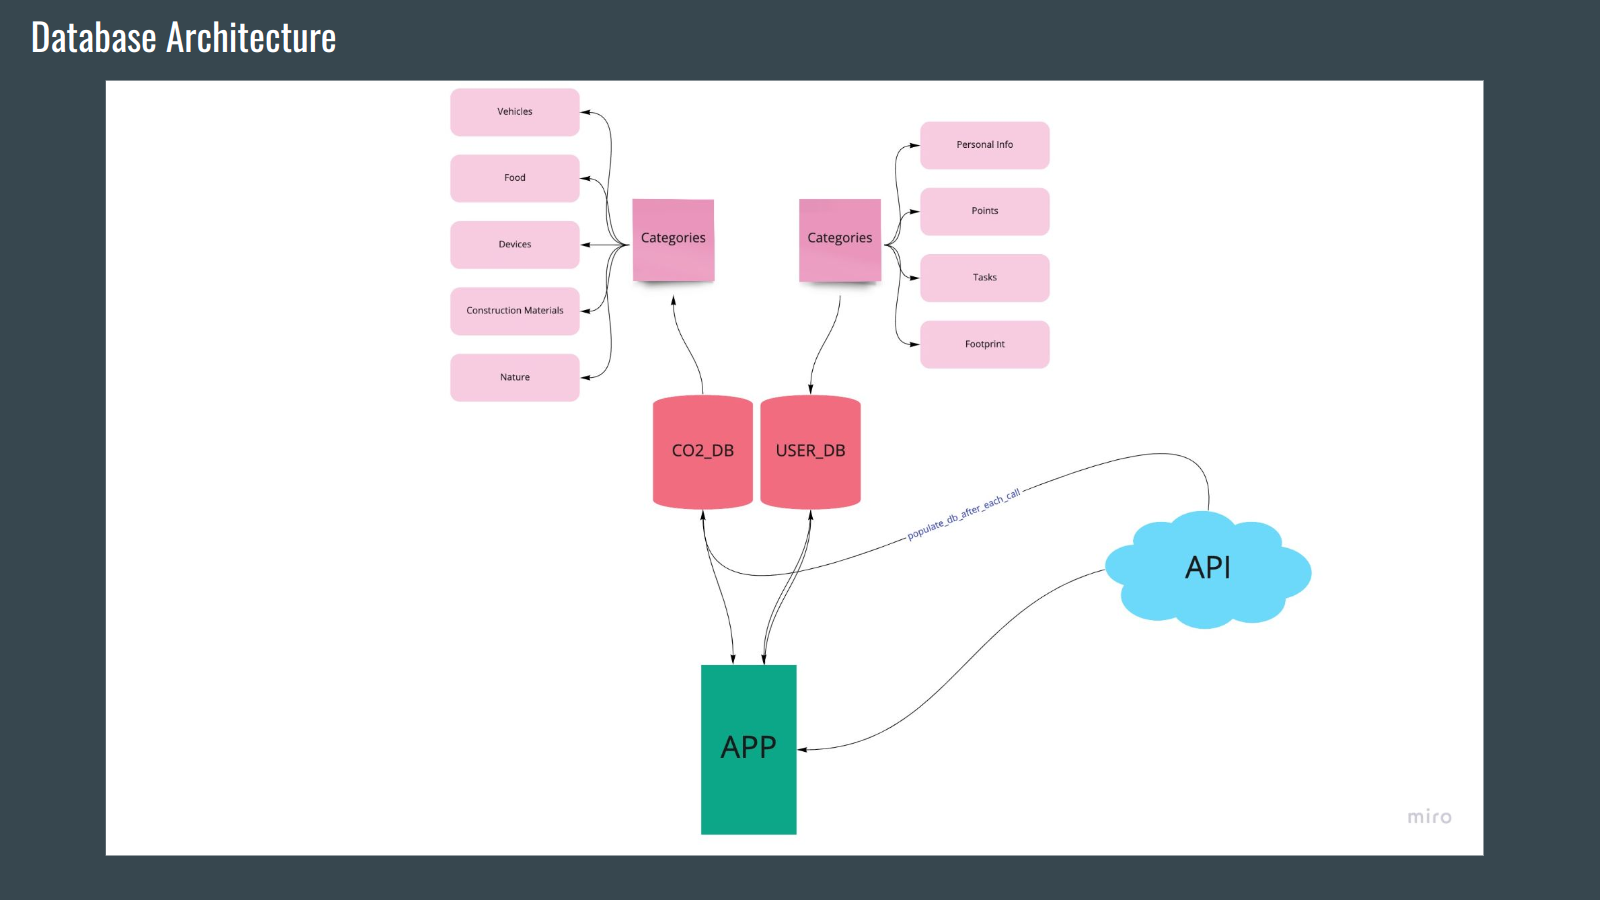 Database Architecture
Vehicles
Food
Devices
Construction Materials
Nature
Categories
Categories
Personal Info
Points
Tasks
Footprint
CO2_DB
USER_DB
populate_db_after_each_call
API
APP
miro